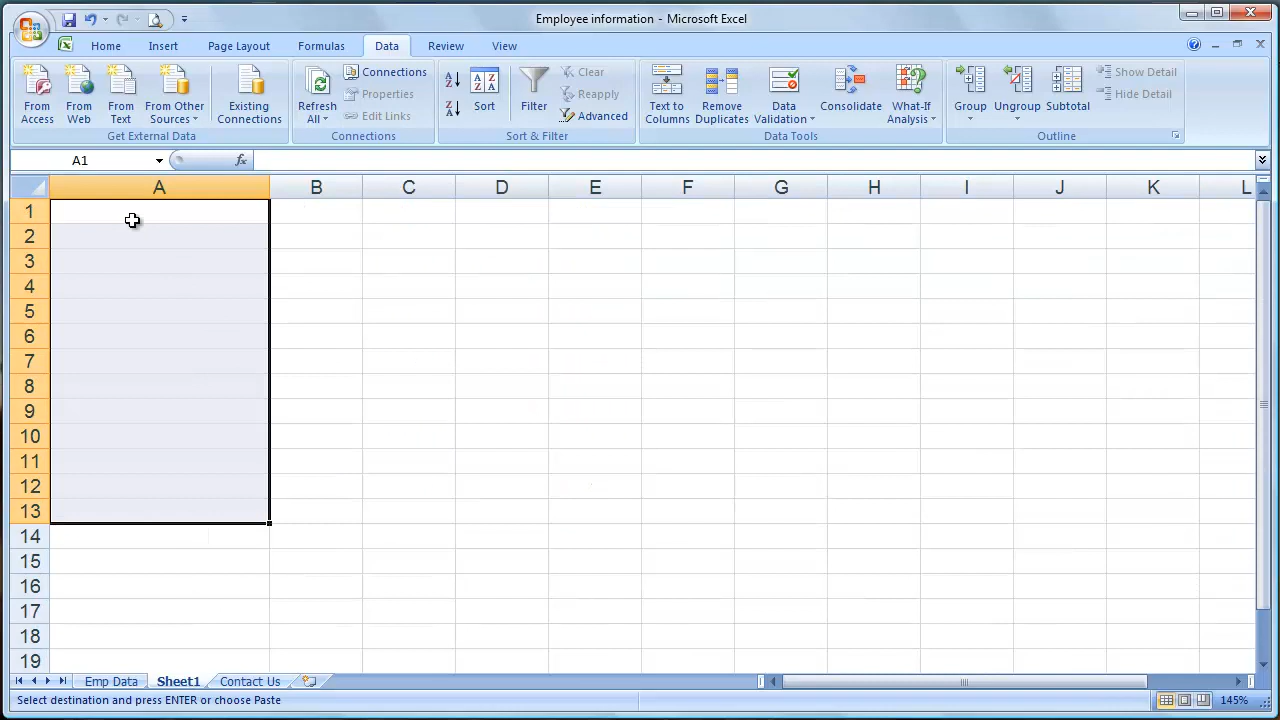 Employee information - Microsoft Excel
Home Insert Page Layout Formulas Data Review View
From Access
From Web
From Text
From Other Sources
Existing Connections
Get External Data
Refresh All
Connections
Properties
Edit Links
Connections
A Z
Z A
Sort
Filter
Clear
Reapply
Advanced
Sort & Filter
Text to Columns
Remove Duplicates
Data Validation
Consolidate
What-If Analysis
Data Tools
Group
Ungroup
Subtotal
Show Detail
Hide Detail
Outline
A1 fx
A B C D E F G H I J K L
1
2
3
4
5
6
7
8
9
10
11
12
13
14
15
16
17
18
19
Emp Data Sheet1 Contact Us
Select destination and press ENTER or choose Paste 145%